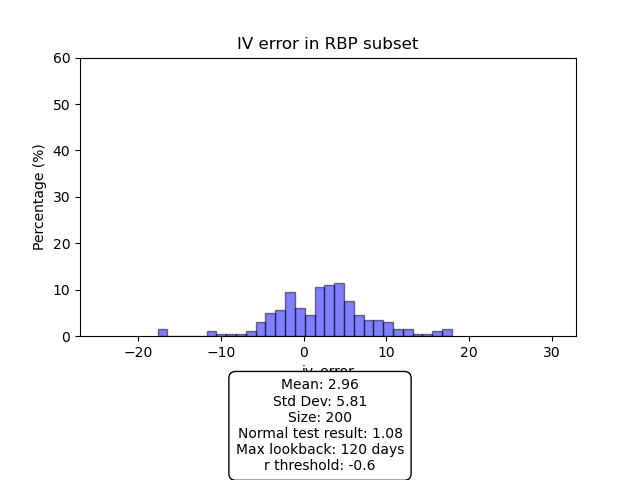 IV error in RBP subset
60
50
40
30
20
10
0
Percentage (%)
−20
−10
0
10
20
30
iv_error
Mean: 2.96
Std Dev: 5.81
Size: 200
Normal test result: 1.08
Max lookback: 120 days
r threshold: -0.6